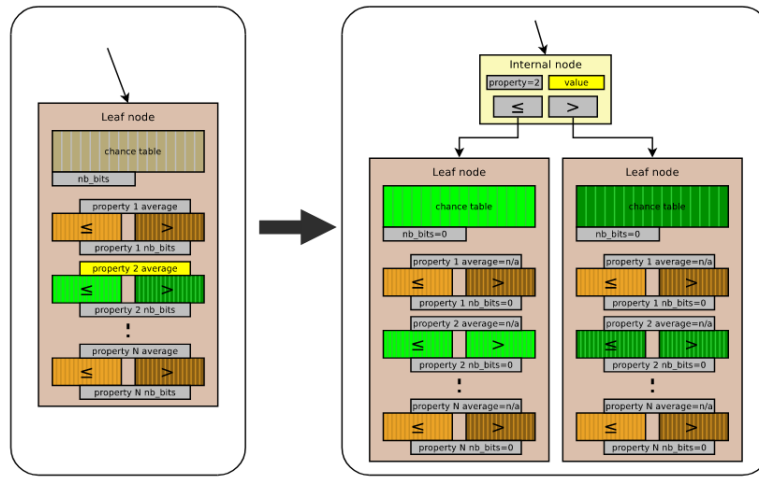 Leaf node
chance table
nb_bits
property 1 average
≤ >
property 1 nb_bits
property 2 average
≤ >
property 2 nb_bits
property N average
≤ >
property N nb_bits
Internal node
property=2 value
≤ >
Leaf node
chance table
nb_bits=0
property 1 average=n/a
≤ >
property 1 nb_bits=0
property 2 average=n/a
≤ >
property 2 nb_bits=0
property N average=n/a
≤ >
property N nb_bits=0
Leaf node
chance table
nb_bits=0
property 1 average=n/a
≤ >
property 1 nb_bits=0
property 2 average=n/a
≤ >
property 2 nb_bits=0
property N average=n/a
≤ >
property N nb_bits=0